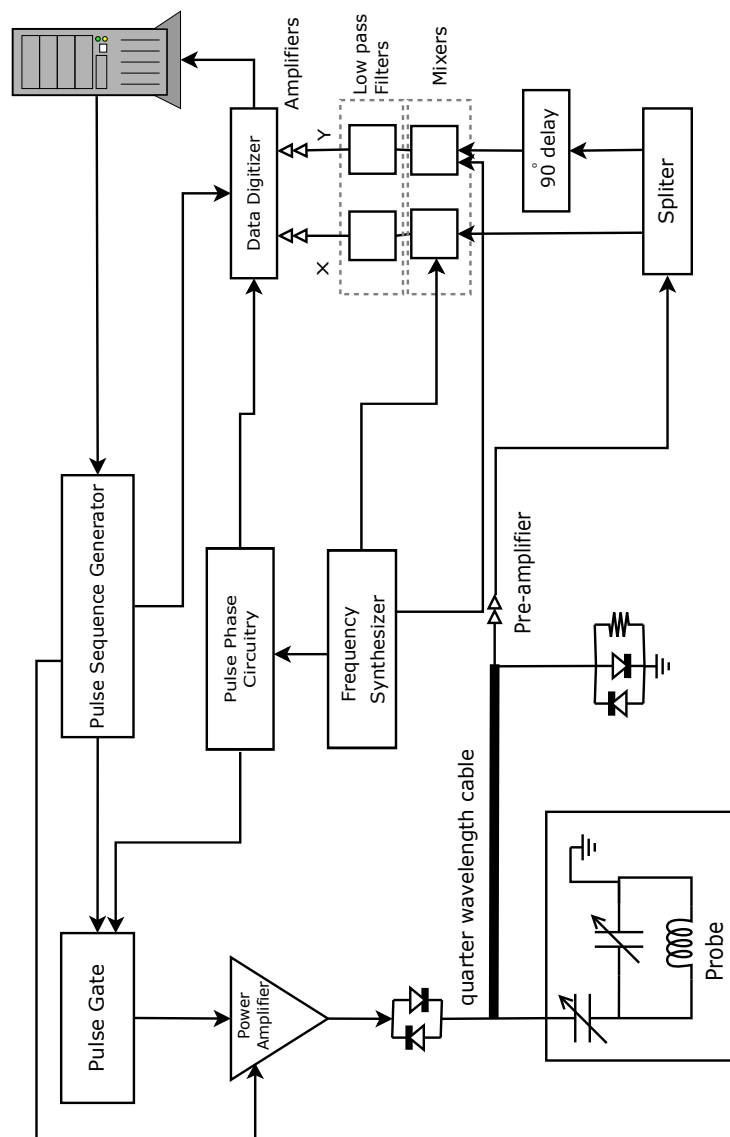 Amplifiers
Low pass
Filters
Mixers
Y
X
Data Digitizer
90° delay
Spliter
Pulse Sequence Generator
Pulse Phase
Circuitry
Frequency
Synthesizer
Pre-amplifier
quarter wavelength cable
Pulse Gate
Power
Amplifier
Probe